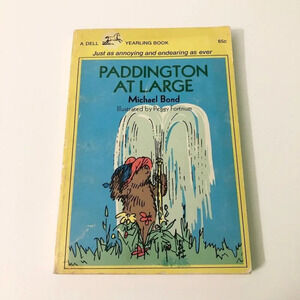 A DELL YEARLING BOOK 65c
Just as annoying and endearing as ever
PADDINGTON
AT LARGE
Michael Bond
Illustrated by Peggy Fortnum